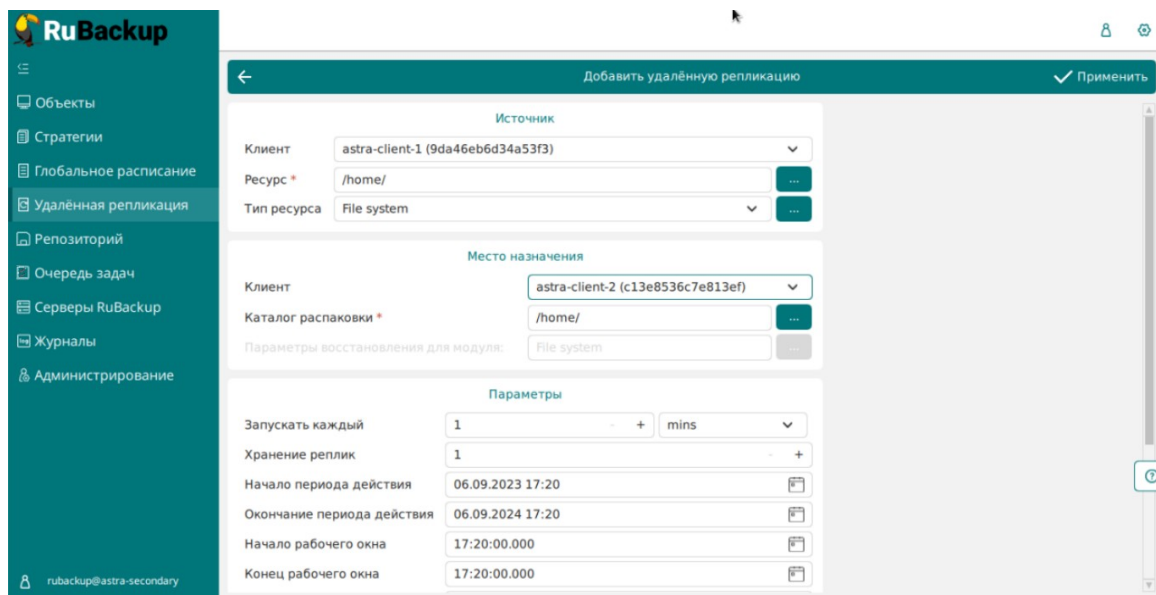 RuBackup
Объекты
Стратегии
Глобальное расписание
Удалённая репликация
Репозиторий
Очередь задач
Серверы RuBackup
Журналы
Администрирование
rubackup@astra-secondary
Добавить удалённую репликацию
Применить
Источник
Клиент astra-client-1 (9da46eb6d34a53f3)
Ресурс * /home/ ...
Тип ресурса File system ...
Место назначения
Клиент astra-client-2 (c13e8536c7e813ef)
Каталог распаковки * /home/ ...
Параметры восстановления для модуля: File system ...
Параметры
Запускать каждый 1 - + mins
Хранение реплик 1 - +
Начало периода действия 06.09.2023 17:20
Окончание периода действия 06.09.2024 17:20
Начало рабочего окна 17:20:00.000
Конец рабочего окна 17:20:00.000